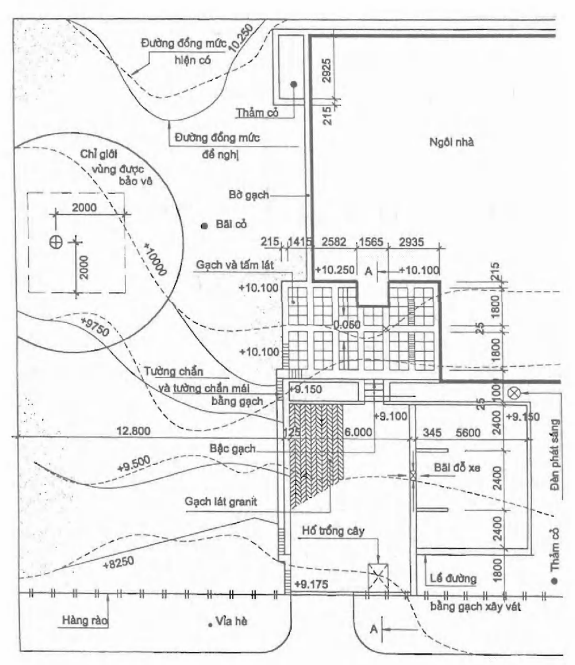 Đường đồng mức
hiện có
10.250
2925
215
Thảm cỏ
Đường đồng mức
đề nghị
Ngôi nhà
Chỉ giới
vùng được
bảo vê
2000
2000
Bờ gạch
Bãi cỏ
+10000
215 1415 2582 1565 2935
Gạch và tấm lát
+10.250 A +10.100
+10.100
215
1800
25
1800
0.050
+9750
+10.100
Tường chắn
và tường chắn mái
bằng gạch
+9.150
100
25
+9.100
+9.150
2400
12.800 125 6.000 345 5600
Bậc gạch
+9.500
Bãi đỗ xe
2400
2400
Đèn phát sáng
Gạch lát granit
Hố trồng cây
+8250
+9.175
Lề đường
1800
Thảm cỏ
bằng gạch xây vát
Hàng rào
Vỉa hè
A